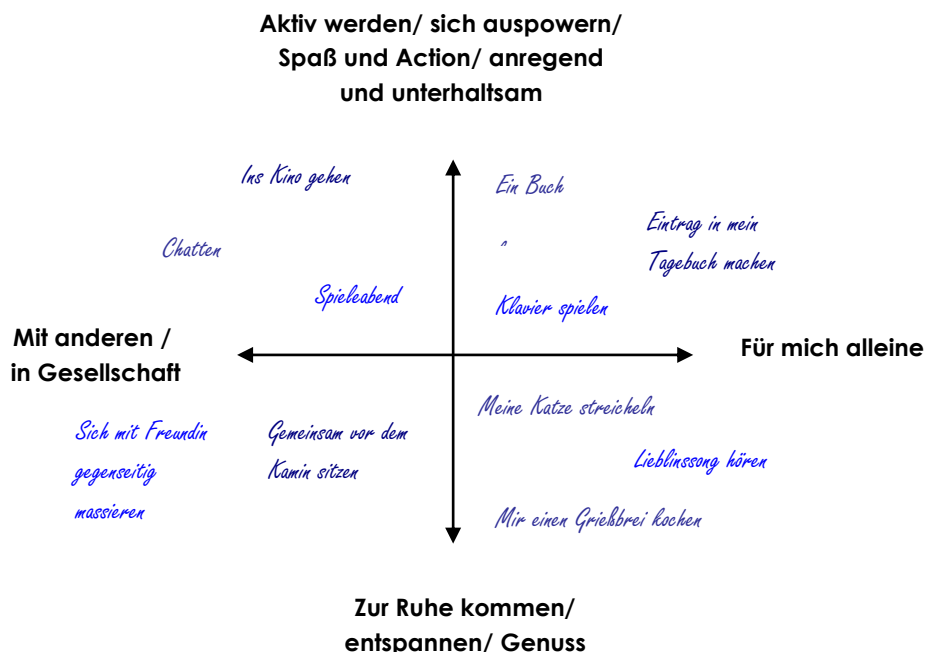 Aktiv werden/ sich auspowern/
Spaß und Action/ anregend
und unterhaltsam
Ins Kino gehen
Ein Buch
Eintrag in mein
Tagebuch machen
Chatten
Spieleabend
Klavier spielen
Mit anderen /
in Gesellschaft
Für mich alleine
Meine Katze streicheln
Sich mit Freundin
gegenseitig
massieren
Gemeinsam vor dem
Kamin sitzen
Lieblinssong hören
Mir einen Grießbrei kochen
Zur Ruhe kommen/
entspannen/ Genuss